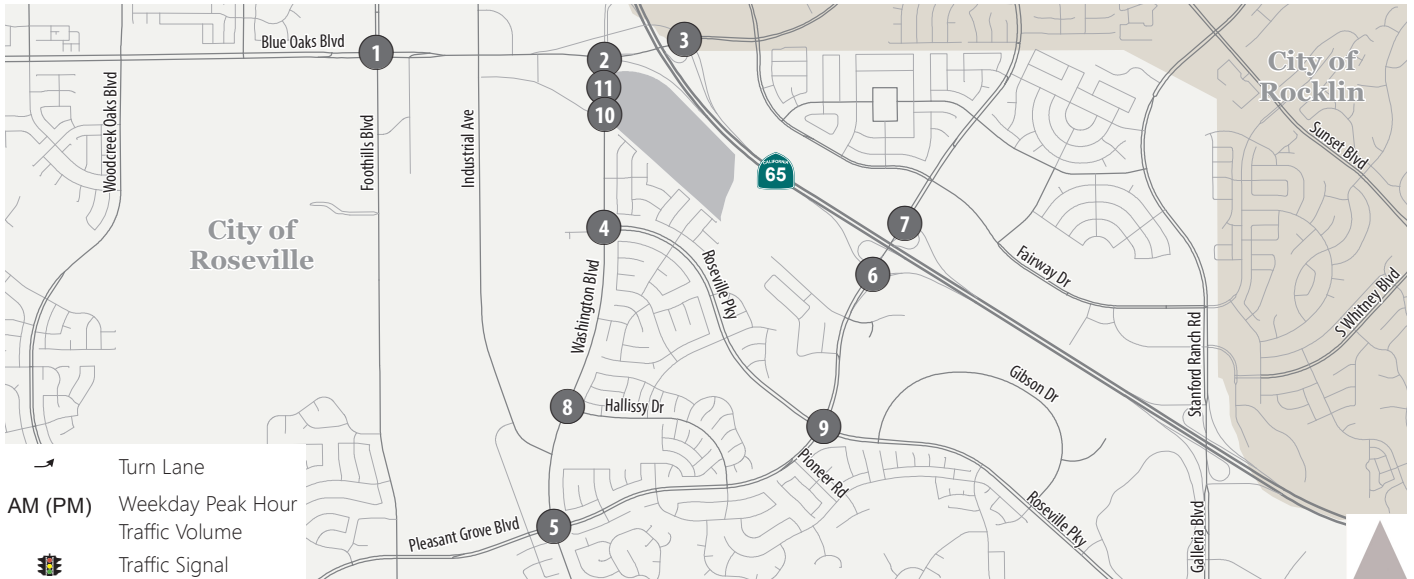 Blue Oaks Blvd
1
2
3
11
10
City of
Rocklin
Sunset Blvd
Woodcreek Oaks Blvd
Foothills Blvd
Industrial Ave
CALIFORNIA
65
City of
Roseville
4
7
6
Roseville Pky
Fairway Dr
S Whitney Blvd
Washington Blvd
Stanford Ranch Rd
8
Hallissy Dr
Gibson Dr
9
Pioneer Rd
Roseville Pky
5
Pleasant Grove Blvd
Galleria Blvd
Turn Lane
AM (PM)
Weekday Peak Hour
Traffic Volume
Traffic Signal